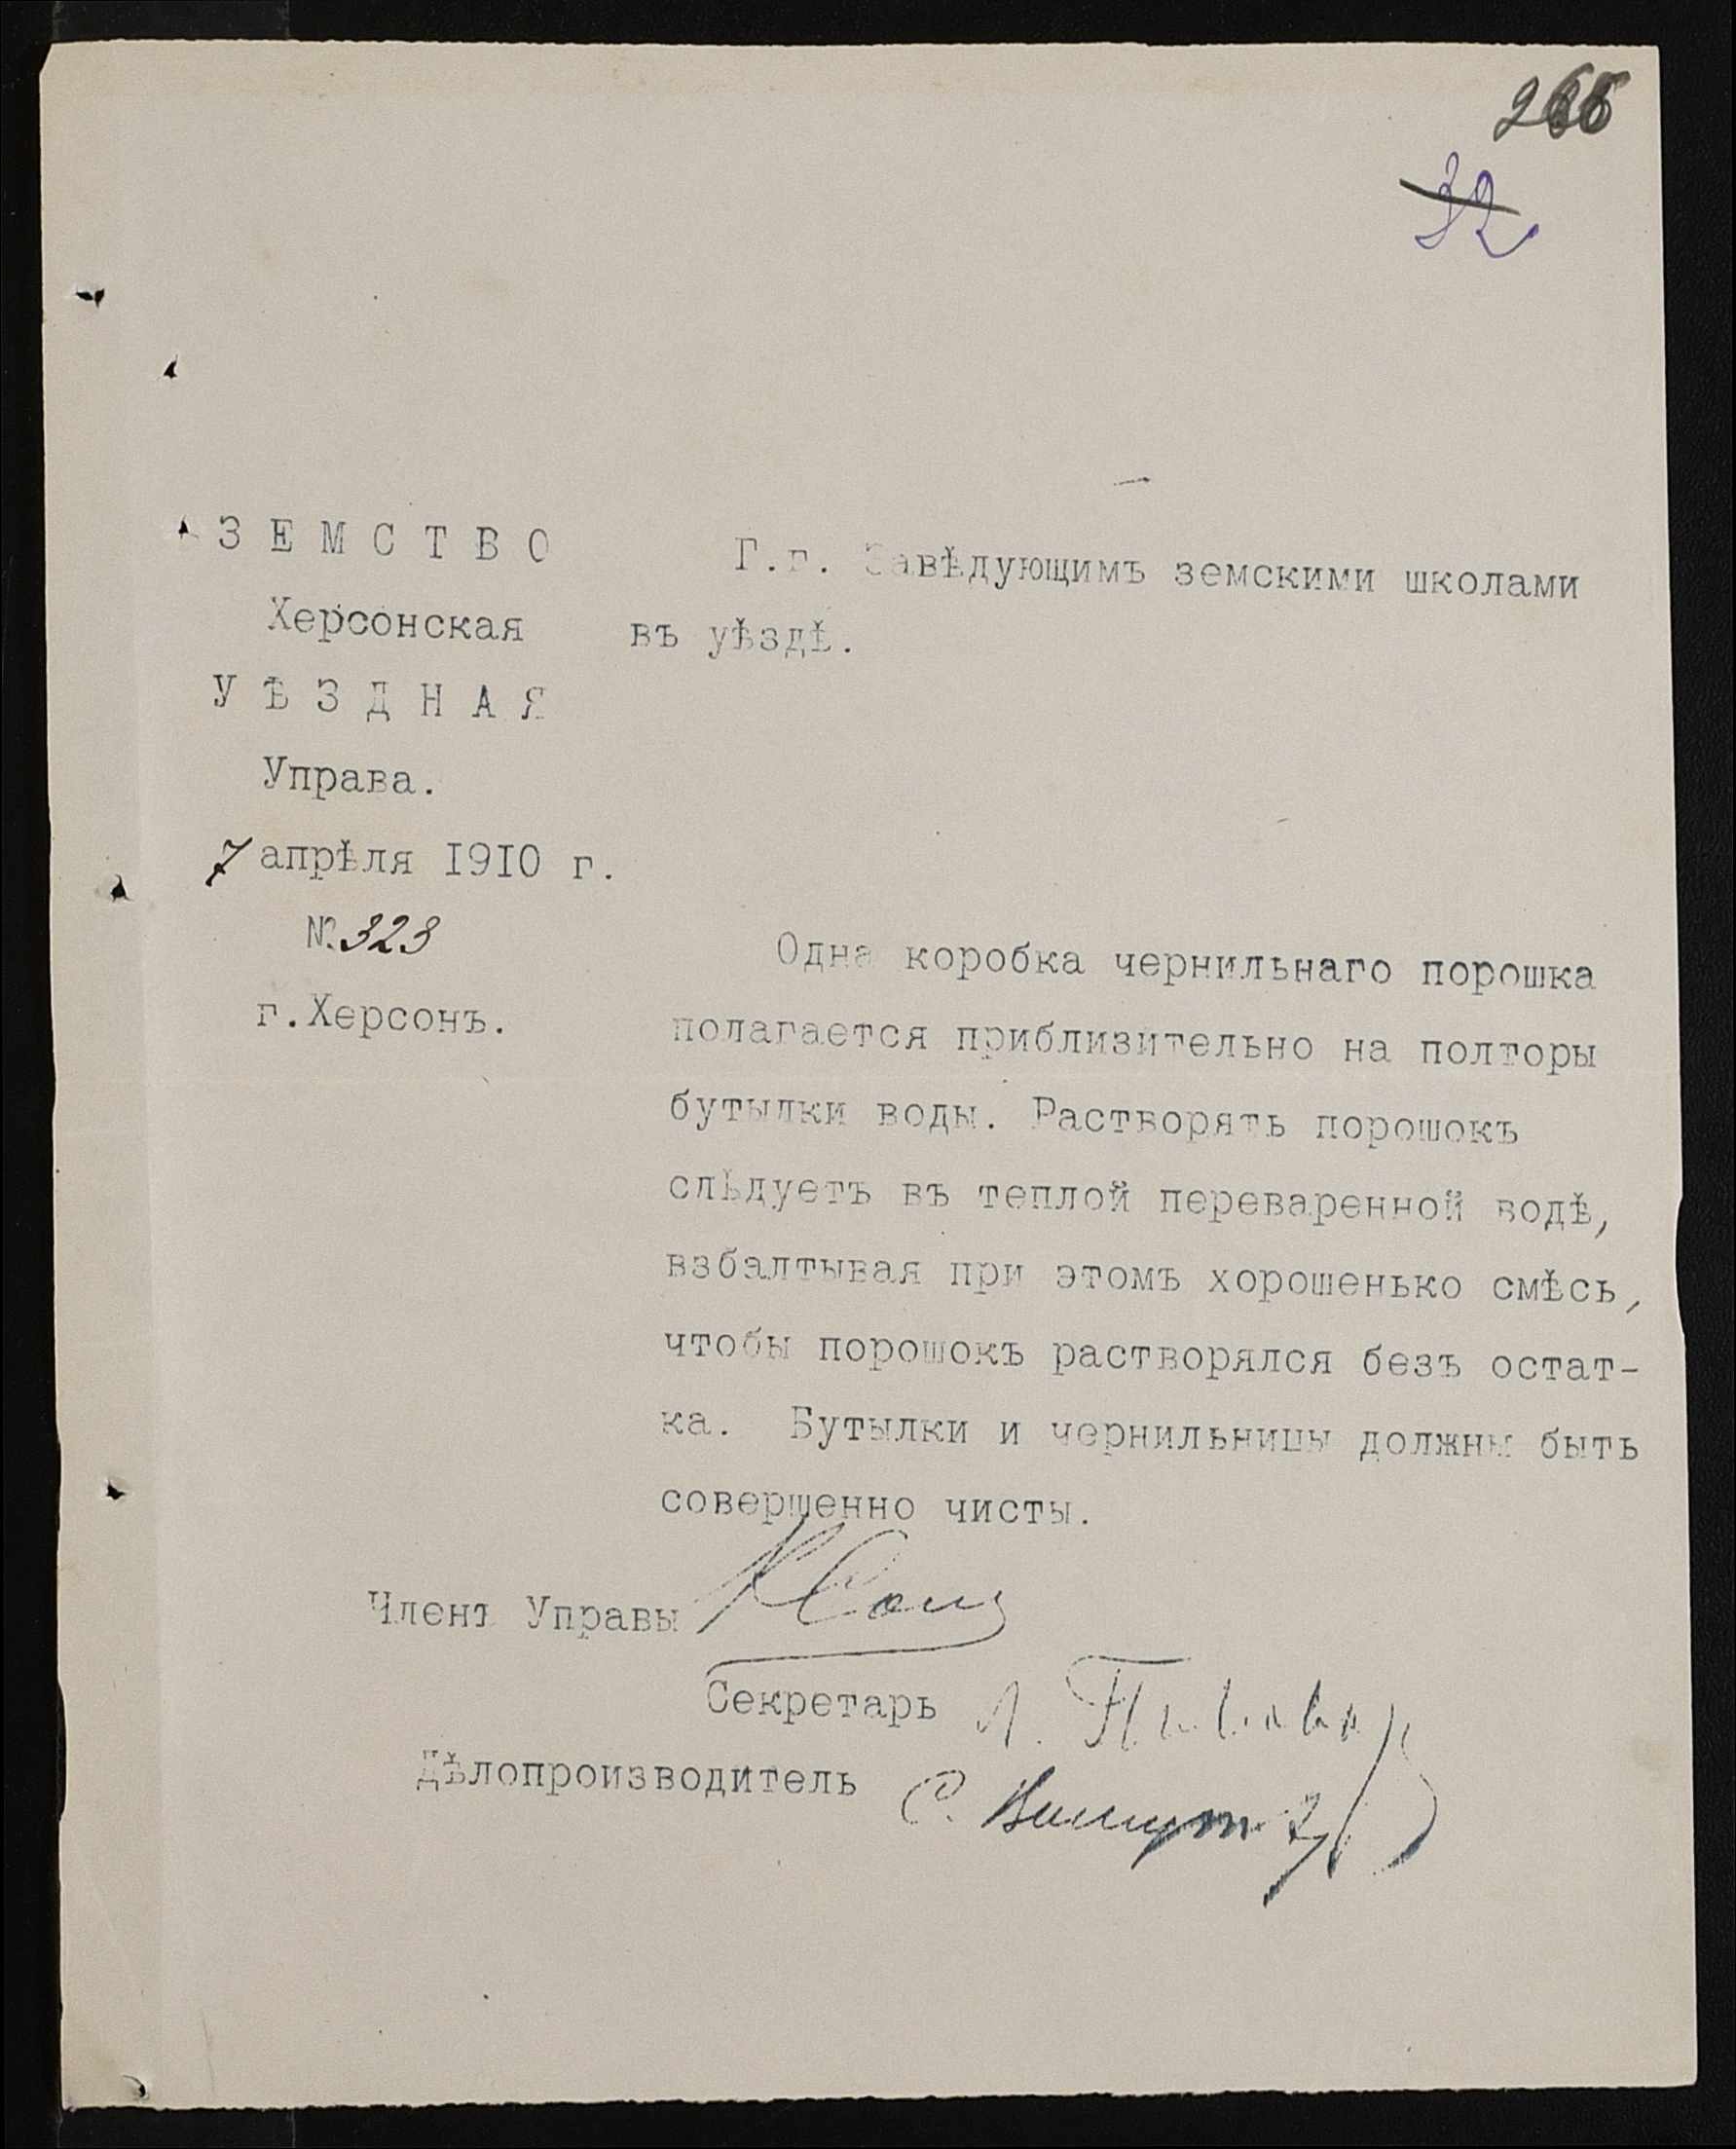 32
ЗЕМСТВО
Херсонская
УѢЗДНАЯ
Управа.
7 апрѣля 1910 г.
№ 323
г.Херсонъ.
Г.г. Завѣдующимъ земскими школами
въ уѣздѣ.
Одна коробка чернильнаго порошка
полагается приблизительно на полторы
бутылки воды. Растворять порошокъ
слѣдуетъ въ теплой переваренной водѣ,
взбалтывая при этомъ хорошенько смѣсь,
чтобы порошокъ растворялся безъ остат-
ка. Бутылки и чернильницы должны быть
совершенно чисты.
Членъ Управы
Секретарь
Дѣлопроизводитель С.